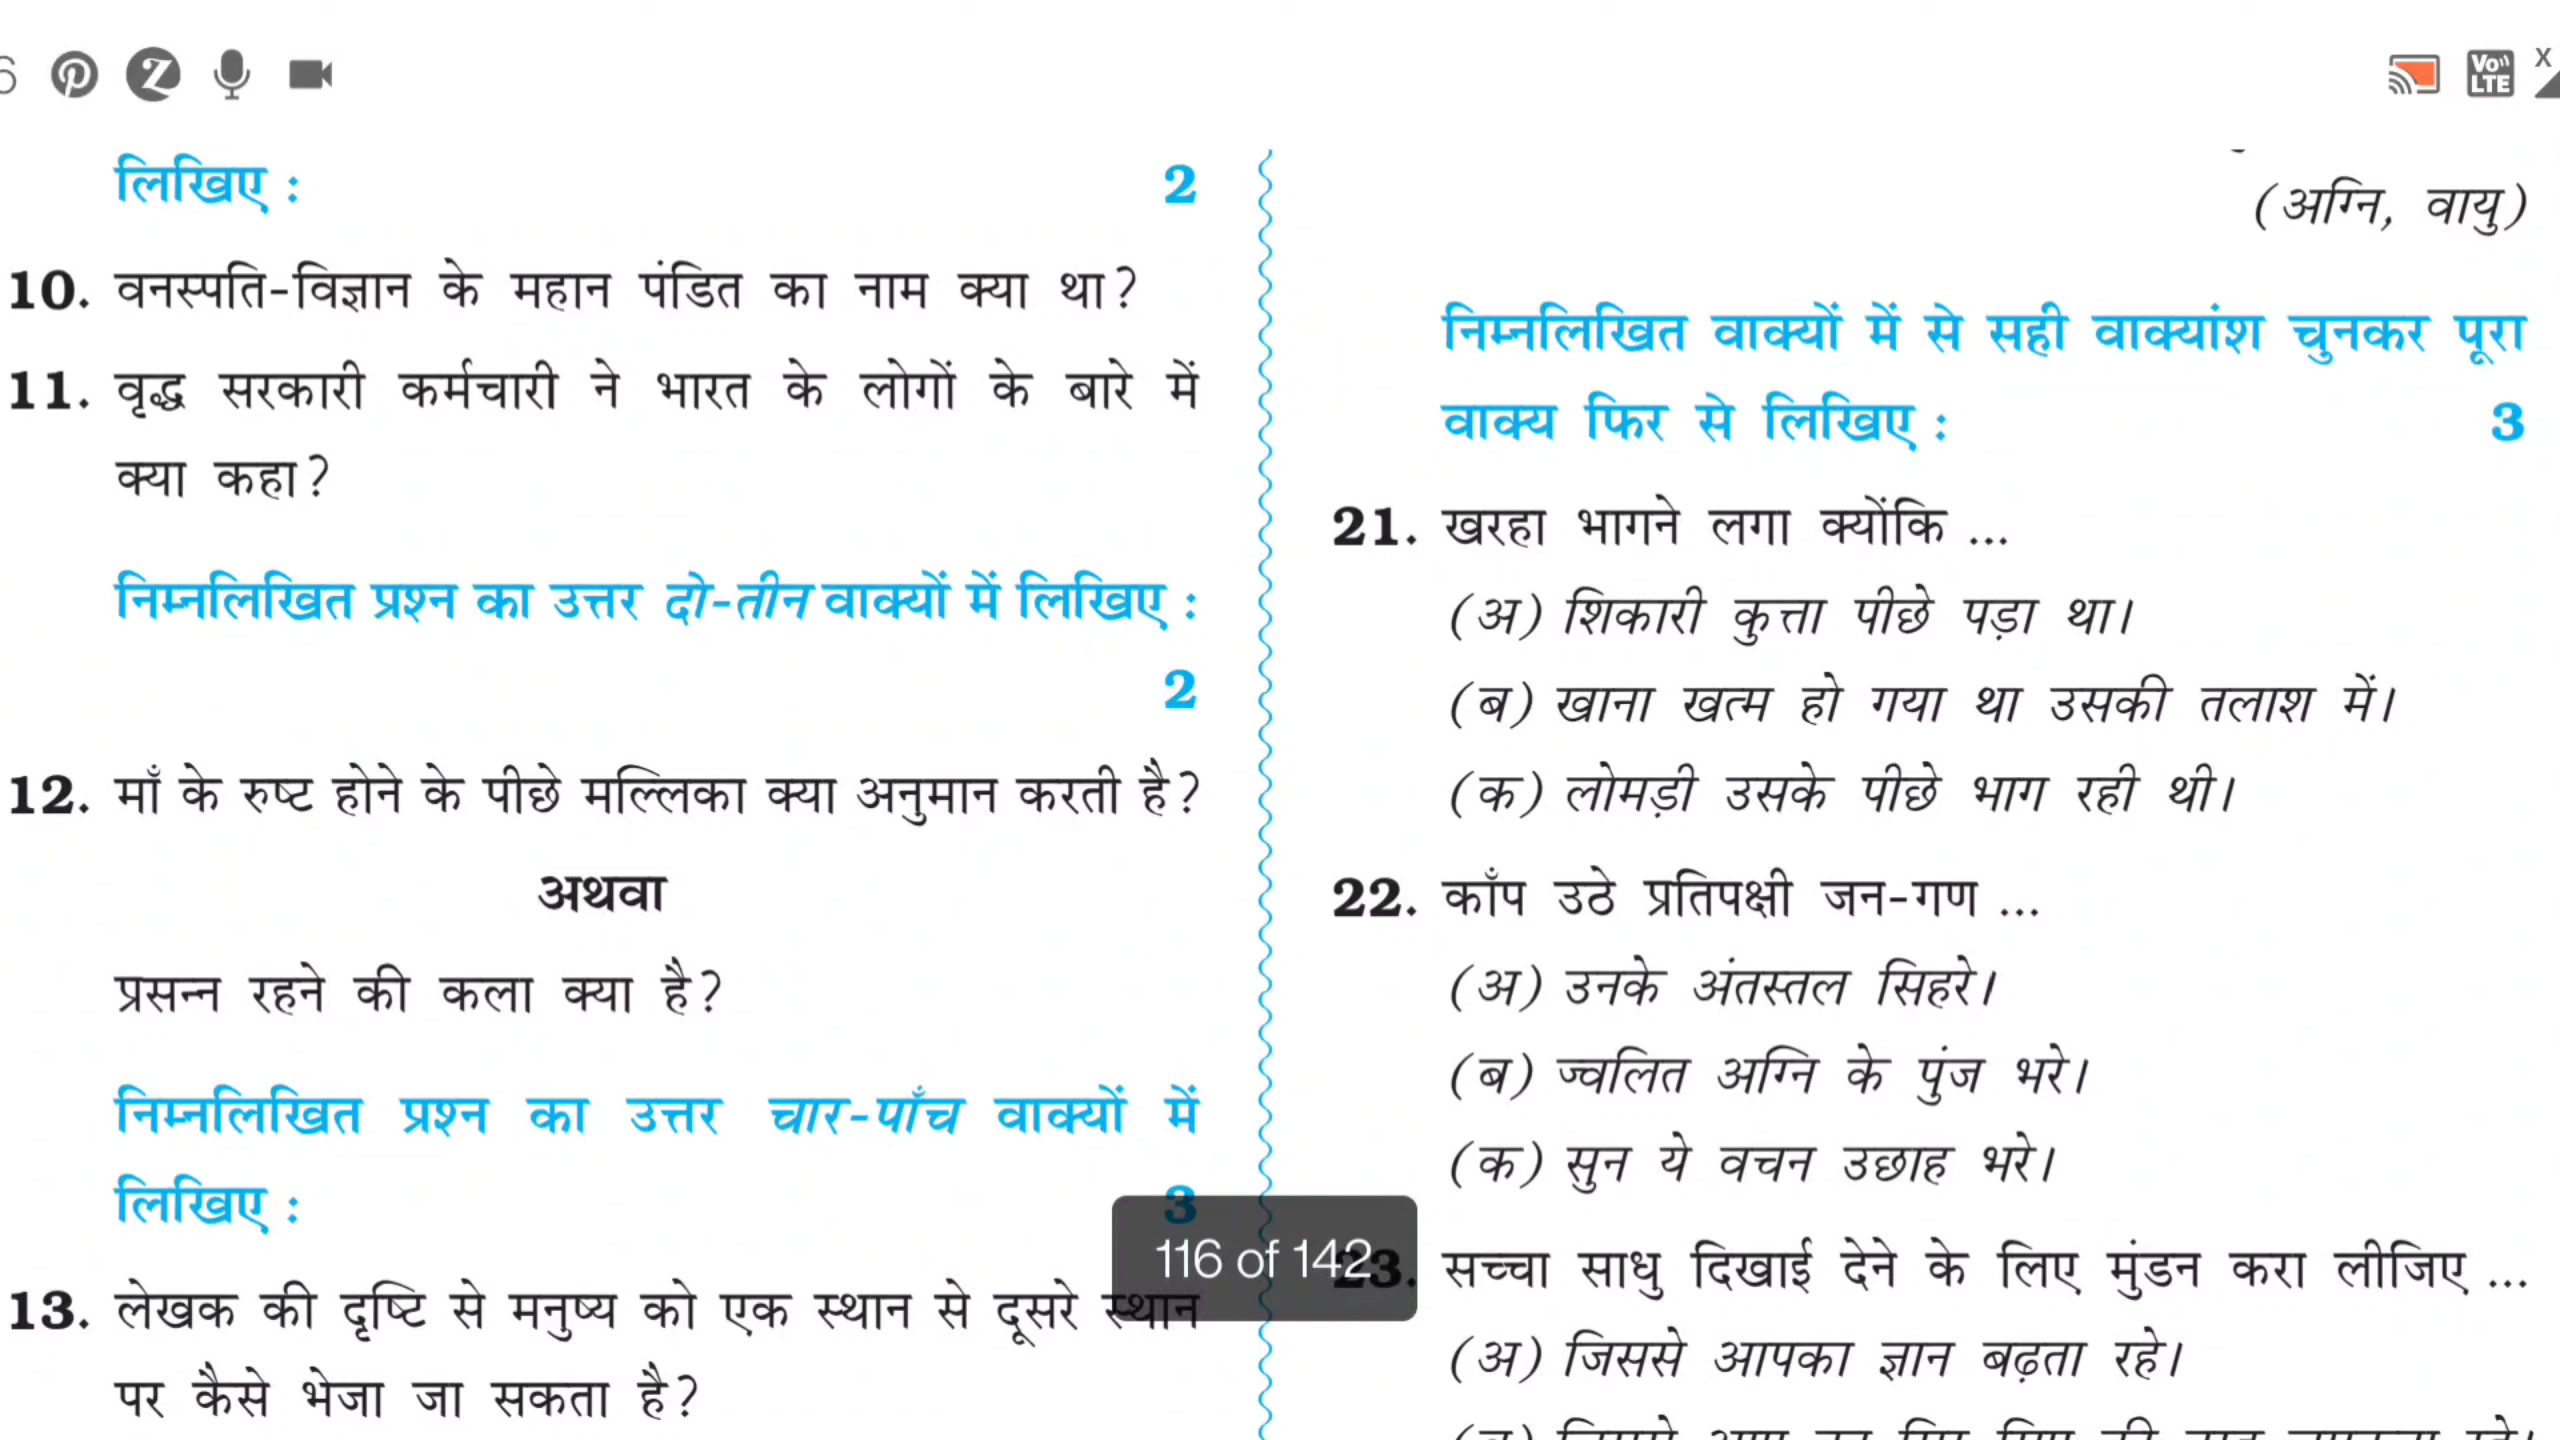 6
Vo)) LTE
x
लिखिए : 2
10. वनस्पति-विज्ञान के महान पंडित का नाम क्या था?
11. वृद्ध सरकारी कर्मचारी ने भारत के लोगों के बारे में
क्या कहा?
निम्नलिखित प्रश्न का उत्तर दो-तीन वाक्यों में लिखिए :
2
12. माँ के रुष्ट होने के पीछे मल्लिका क्या अनुमान करती है?
अथवा
प्रसन्न रहने की कला क्या है?
निम्नलिखित प्रश्न का उत्तर चार-पाँच वाक्यों में
लिखिए : 3
13. लेखक की दृष्टि से मनुष्य को एक स्थान से दूसरे स्थान
पर कैसे भेजा जा सकता है?
(अग्नि, वायु)
निम्नलिखित वाक्यों में से सही वाक्यांश चुनकर पूरा
वाक्य फिर से लिखिए : 3
21. खरहा भागने लगा क्योंकि ...
(अ) शिकारी कुत्ता पीछे पड़ा था।
(ब) खाना खत्म हो गया था उसकी तलाश में।
(क) लोमड़ी उसके पीछे भाग रही थी।
22. काँप उठे प्रतिपक्षी जन-गण ...
(अ) उनके अंतस्तल सिहरे।
(ब) ज्वलित अग्नि के पुंज भरे।
(क) सुन ये वचन उछाह भरे।
23. सच्चा साधु दिखाई देने के लिए मुंडन करा लीजिए ...
(अ) जिससे आपका ज्ञान बढ़ता रहे।
116 of 142